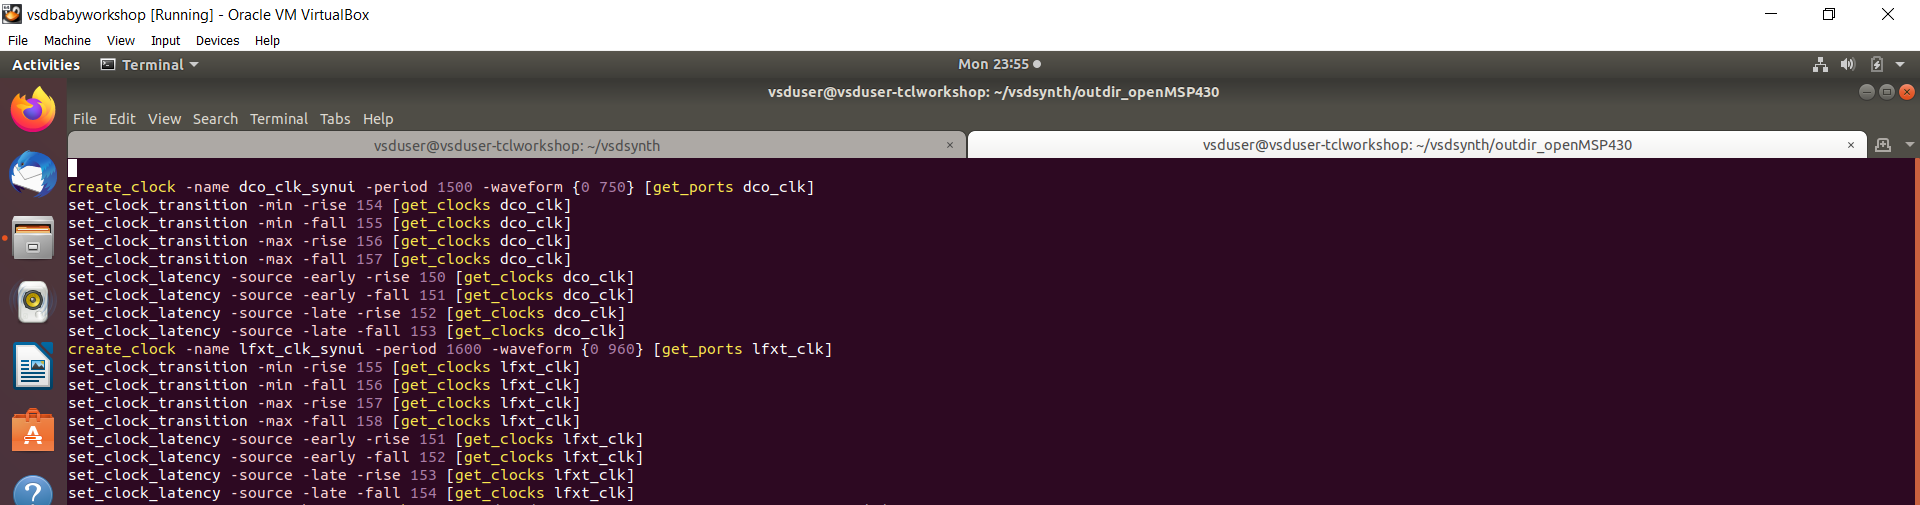 vsdbabyworkshop [Running] - Oracle VM VirtualBox
File Machine View Input Devices Help
Activities Terminal Mon 23:55
vsduser@vsduser-tclworkshop: ~/vsdsynth/outdir_openMSP430
File Edit View Search Terminal Tabs Help
vsduser@vsduser-tclworkshop: ~/vsdsynth × vsduser@vsduser-tclworkshop: ~/vsdsynth/outdir_openMSP430 ×
create_clock -name dco_clk_synui -period 1500 -waveform {0 750} [get_ports dco_clk]
set_clock_transition -min -rise 154 [get_clocks dco_clk]
set_clock_transition -min -fall 155 [get_clocks dco_clk]
set_clock_transition -max -rise 156 [get_clocks dco_clk]
set_clock_transition -max -fall 157 [get_clocks dco_clk]
set_clock_latency -source -early -rise 150 [get_clocks dco_clk]
set_clock_latency -source -early -fall 151 [get_clocks dco_clk]
set_clock_latency -source -late -rise 152 [get_clocks dco_clk]
set_clock_latency -source -late -fall 153 [get_clocks dco_clk]
create_clock -name lfxt_clk_synui -period 1600 -waveform {0 960} [get_ports lfxt_clk]
set_clock_transition -min -rise 155 [get_clocks lfxt_clk]
set_clock_transition -min -fall 156 [get_clocks lfxt_clk]
set_clock_transition -max -rise 157 [get_clocks lfxt_clk]
set_clock_transition -max -fall 158 [get_clocks lfxt_clk]
set_clock_latency -source -early -rise 151 [get_clocks lfxt_clk]
set_clock_latency -source -early -fall 152 [get_clocks lfxt_clk]
set_clock_latency -source -late -rise 153 [get_clocks lfxt_clk]
set_clock_latency -source -late -fall 154 [get_clocks lfxt_clk]